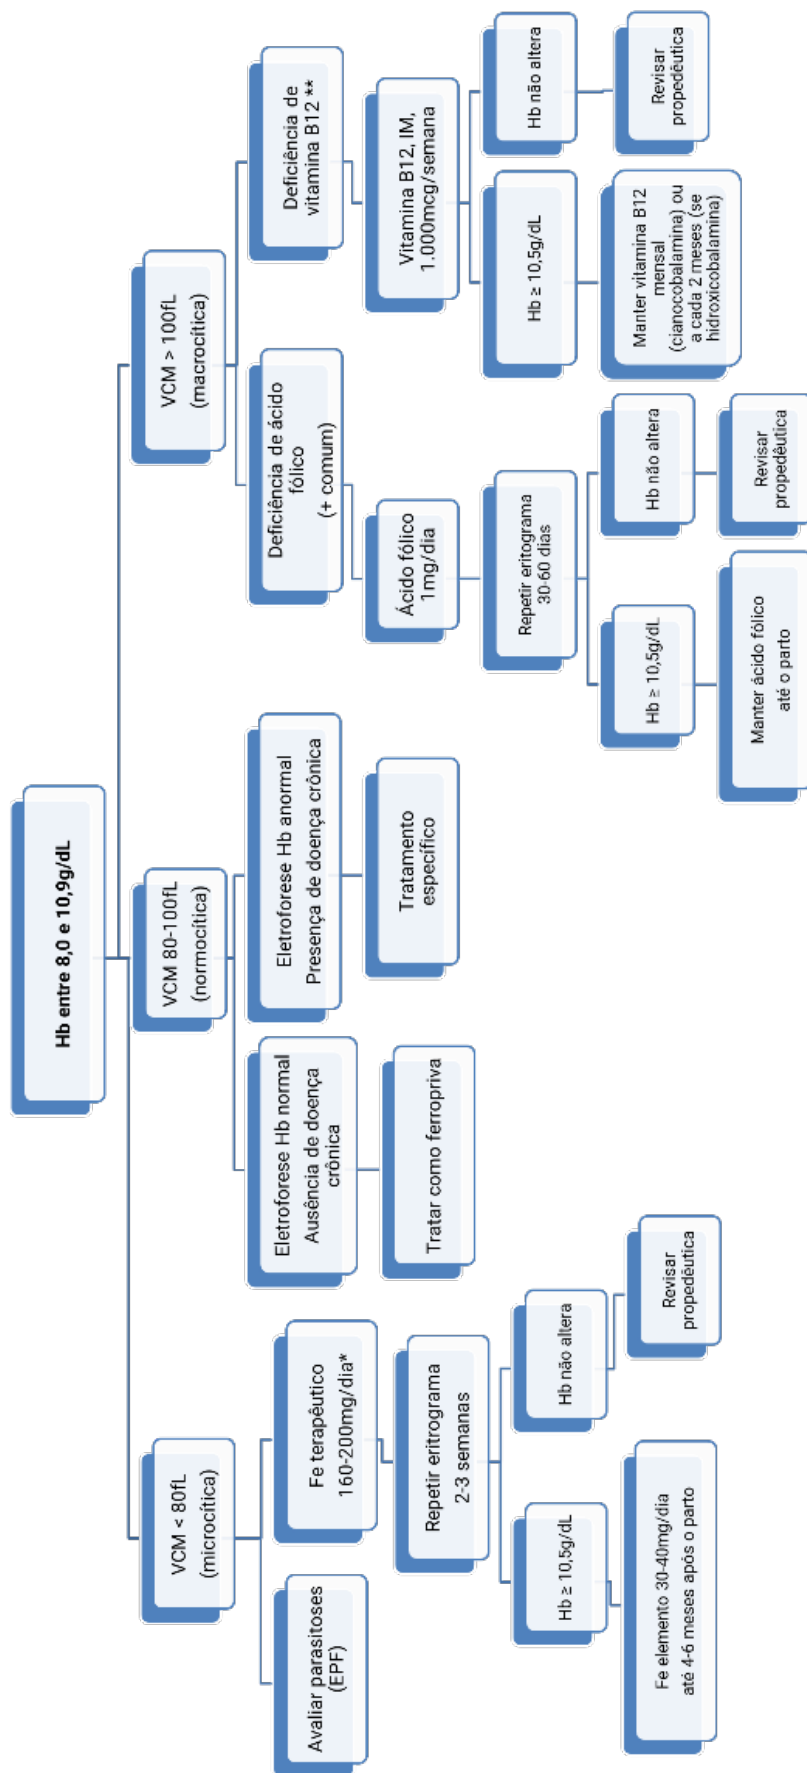 Hb entre 8,0 e 10,9g/dL
VCM < 80fL
(microcítica)
Avaliar parasitoses
(EPF)
Fe terapêutico
160-200mg/dia*
Repetir eritrograma
2-3 semanas
Hb ≥ 10,5g/dL
Fe elemento 30-40mg/dia
até 4-6 meses após o parto
Hb não altera
Revisar
propedêutica
VCM 80-100fL
(normocítica)
Eletroforese Hb normal
Ausência de doença
crônica
Tratar como ferropriva
Eletroforese Hb anormal
Presença de doença crônica
Tratamento
específico
VCM > 100fL
(macrocítica)
Deficiência de ácido
fólico
(+ comum)
Ácido fólico
1mg/dia
Repetir eritograma
30-60 dias
Hb ≥ 10,5g/dL
Manter ácido fólico
até o parto
Hb não altera
Revisar
propedêutica
Deficiência de
vitamina B12 **
Vitamina B12, IM,
1.000mcg/semana
Hb ≥ 10,5g/dL
Manter vitamina B12
mensal
(cianocobalamina) ou
a cada 2 meses (se
hidroxicobalamina)
Hb não altera
Revisar
propedêutica